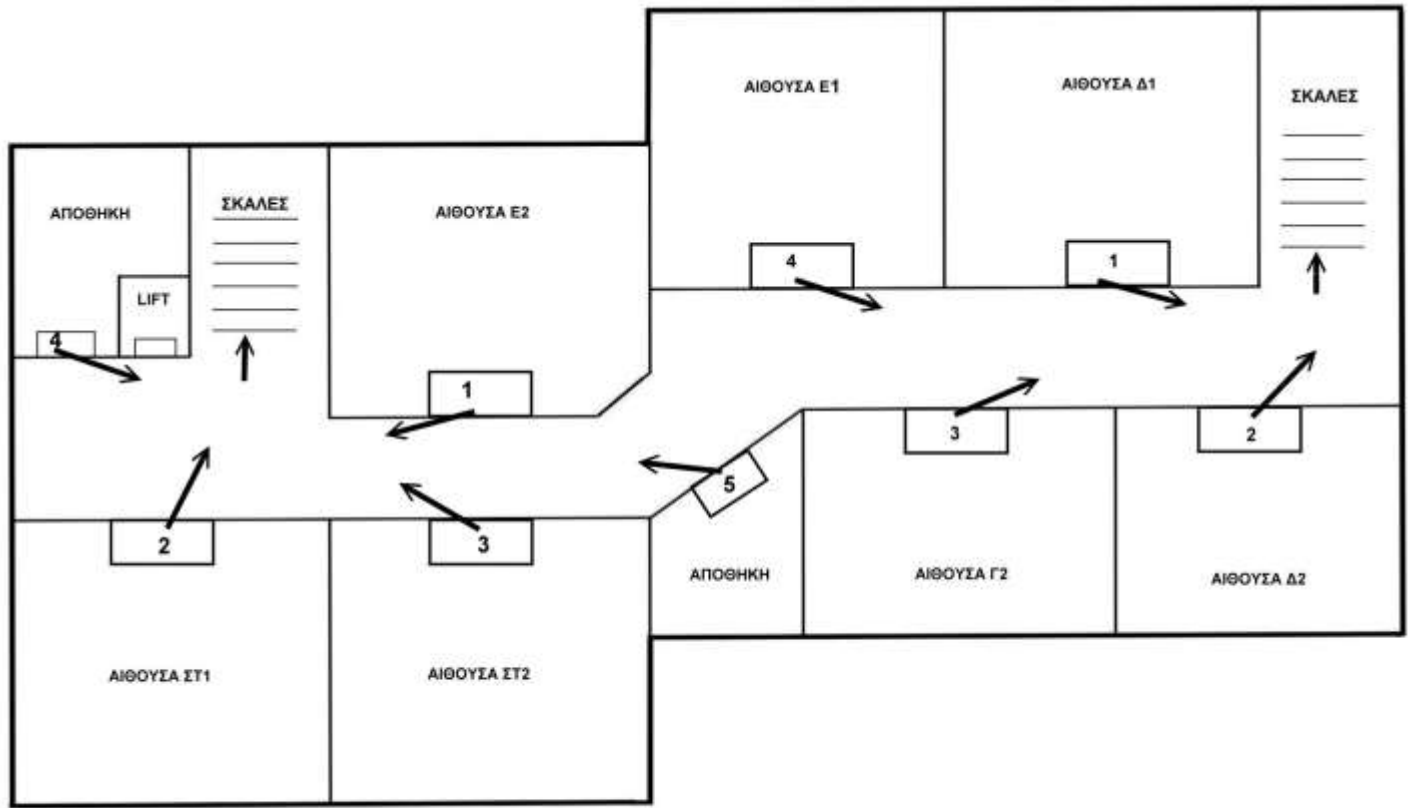 ΑΙΘΟΥΣΑ Ε1
ΑΙΘΟΥΣΑ Δ1
ΣΚΑΛΕΣ
ΑΠΟΘΗΚΗ
ΣΚΑΛΕΣ
ΑΙΘΟΥΣΑ Ε2
LIFT
4
1
4
1
5
3
2
2
3
ΑΠΟΘΗΚΗ
ΑΙΘΟΥΣΑ Γ2
ΑΙΘΟΥΣΑ Δ2
ΑΙΘΟΥΣΑ ΣΤ1
ΑΙΘΟΥΣΑ ΣΤ2